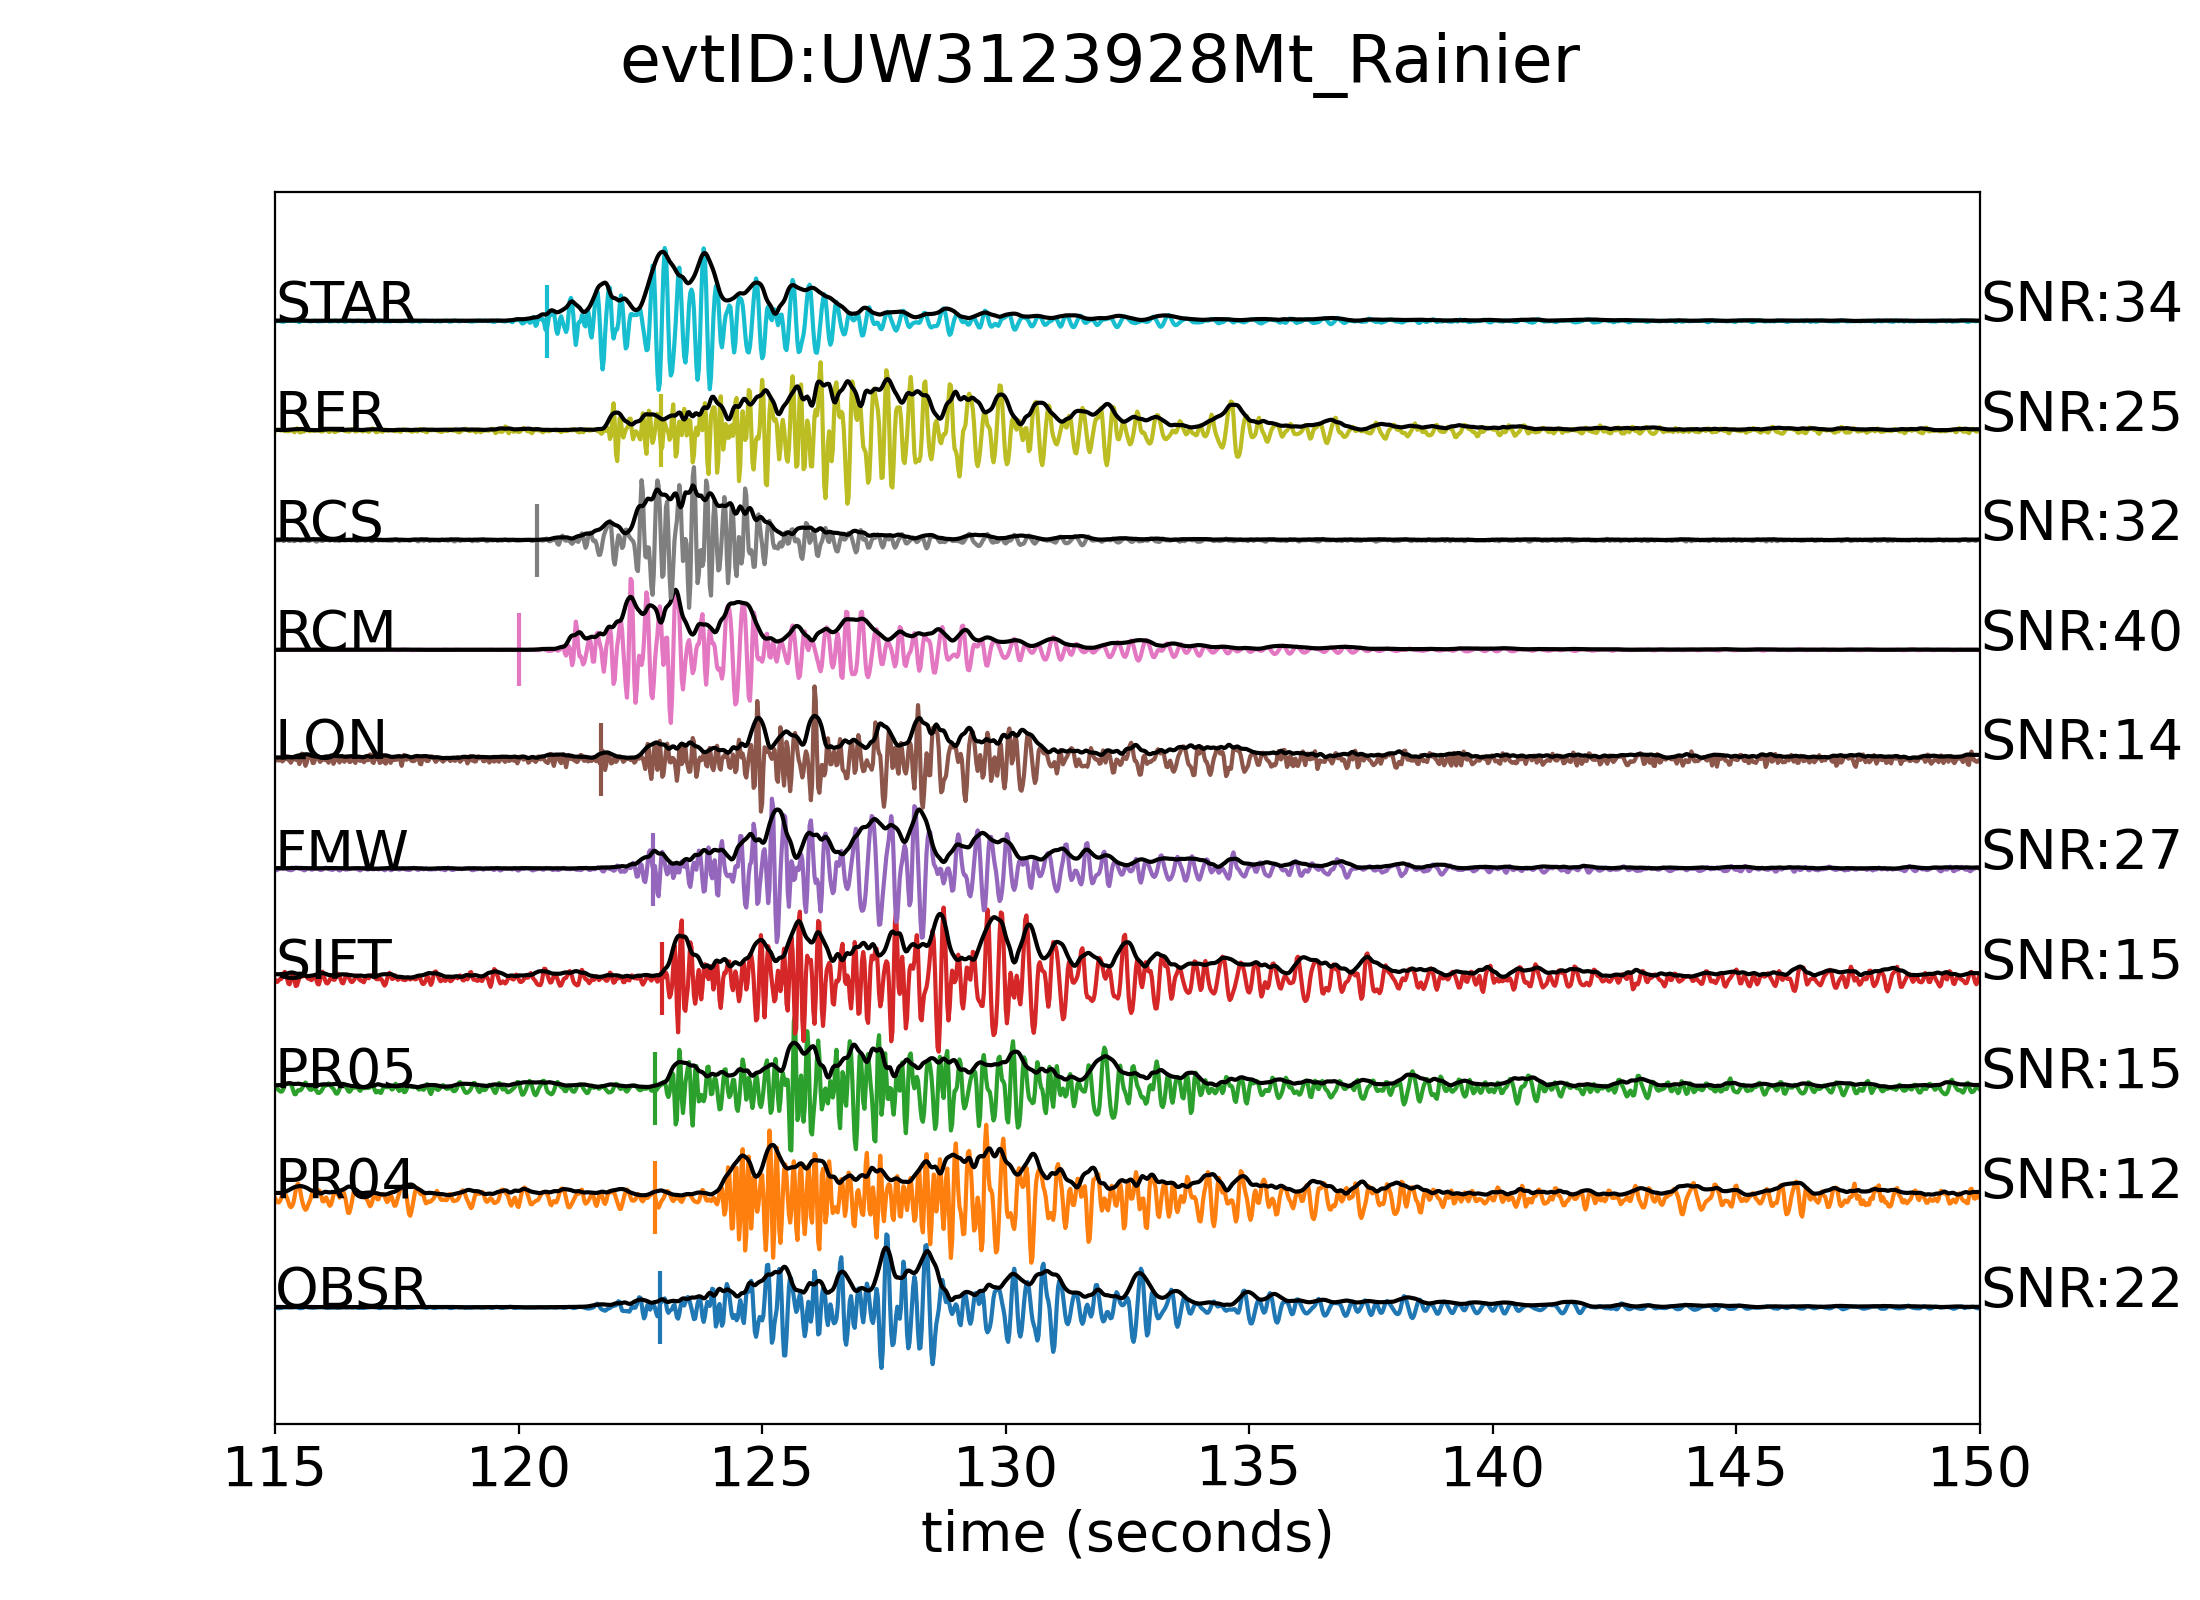 evtID:UW3123928Mt_Rainier
STAR SNR:34
RER SNR:25
RCS SNR:32
RCM SNR:40
LON SNR:14
FMW SNR:27
SIFT SNR:15
PR05 SNR:15
PR04 SNR:12
OBSR SNR:22
115 120 125 130 135 140 145 150
time (seconds)